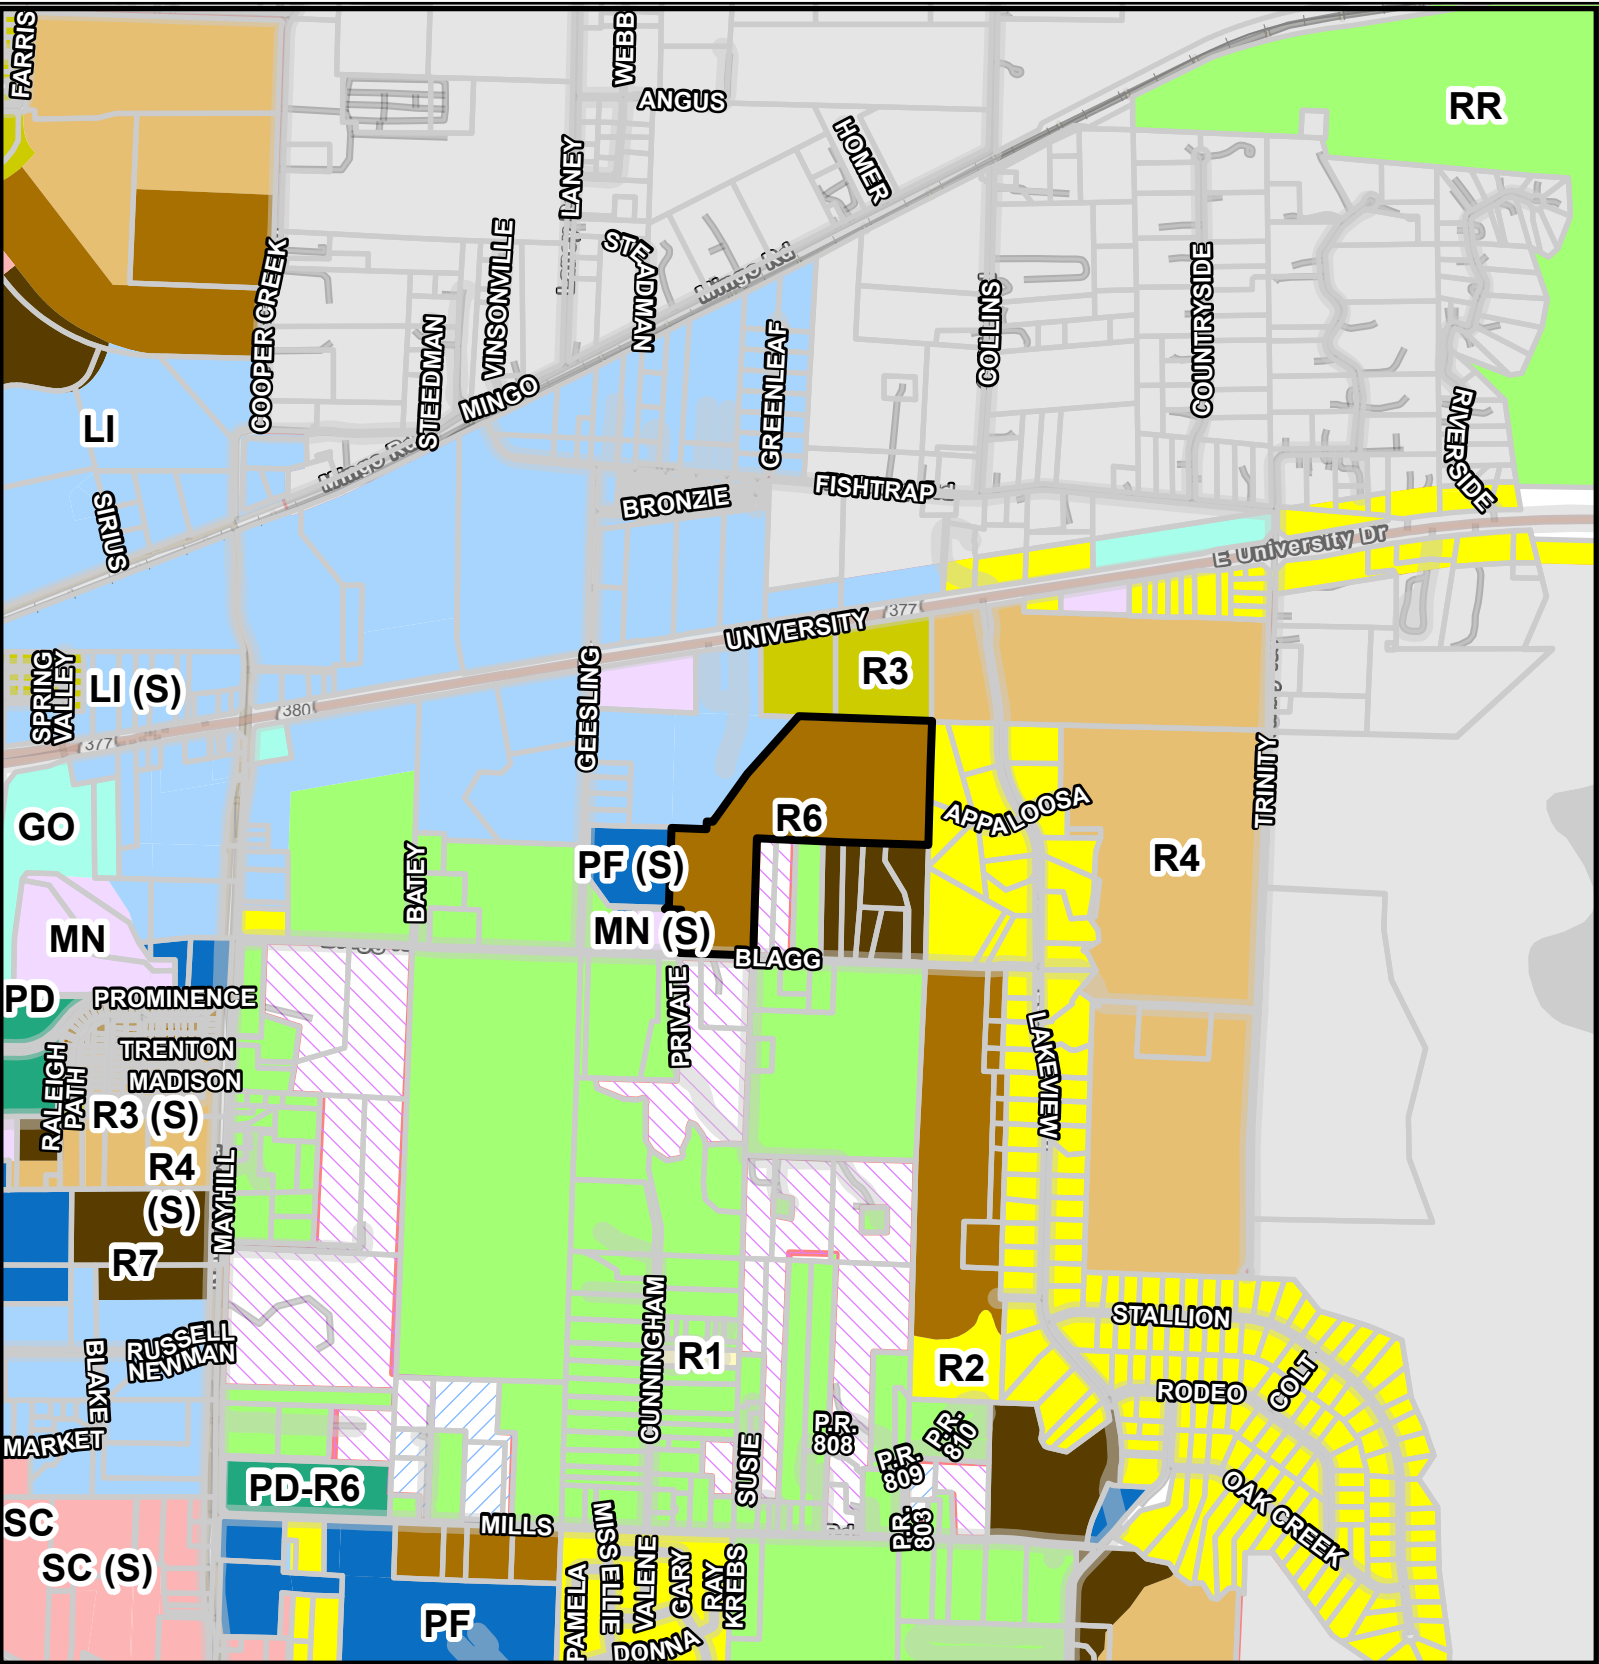 FARRIS
WEBB
ANGUS
RR
HOMER
LANEY
STEADMAN
Mingo Rd
COOPER CREEK
VINSONVILLE
COLLINS
COUNTRYSIDE
STEEDMAN
GREENLEAF
MINGO
LI
Mingo Rd
RIVERSIDE
SIRIUS
BRONZIE
FISHTRAP
E University Dr
377
UNIVERSITY
SPRING
VALLEY
LI (S)
GEESLING
R3
380
377
TRINITY
GO
R6
APPALOOSA
BATEY
PF (S)
R4
MN
MN (S)
BLAGG
PD
PROMINENCE
PRIVATE
TRENTON
LAKEVIEW
RALEIGH
PATH
MADISON
R3 (S)
R4
(S)
MAYHILL
R7
CUNNINGHAM
STALLION
RUSSELL
NEWMAN
BLAKE
R1
R2
RODEO
COLT
MARKET
P.R.
808
P.R.
810
P.R.
809
SUSIE
PD-R6
OAK CREEK
SC
MILLS
MISS ELLIE
P.R.
803
SC (S)
PAMELA
VALENE
GARY
RAY
KREBS
PF
DONNA